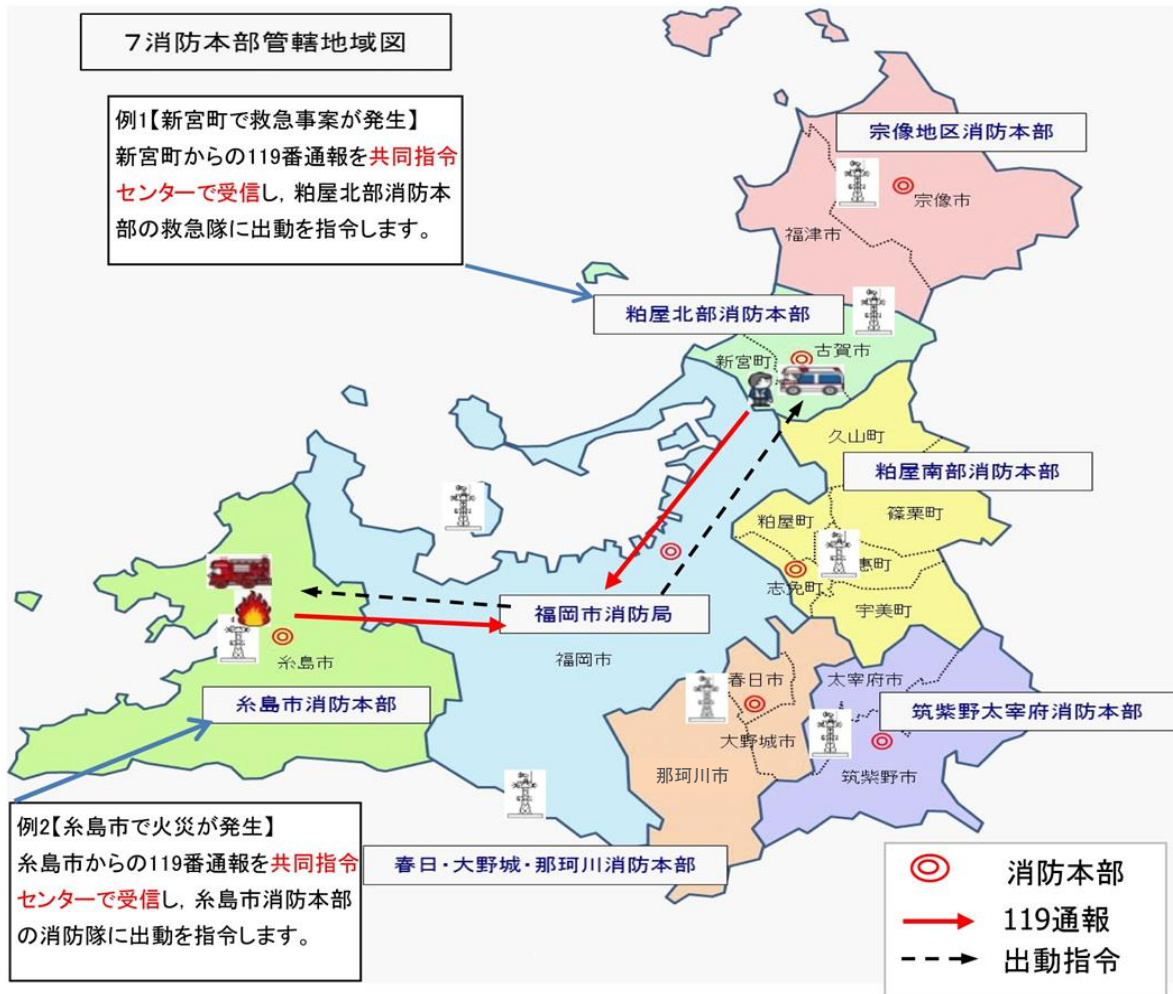 7消防本部管轄地域図
例1【新宮町で救急事案が発生】
新宮町からの119番通報を共同指令
センターで受信し,粕屋北部消防本
部の救急隊に出動を指令します。
宗像地区消防本部
宗像市
福津市
粕屋北部消防本部
新宮町
古賀市
久山町
粕屋南部消防本部
粕屋町
篠栗町
志免町
恵町
宇美町
福岡市消防局
福岡市
糸島市
糸島市消防本部
春日市
大野城市
那珂川市
太宰府市
筑紫野太宰府消防本部
筑紫野市
春日・大野城・那珂川消防本部
例2【糸島市で火災が発生】
糸島市からの119番通報を共同指令
センターで受信し,糸島市消防本部
の消防隊に出動を指令します。
消防本部
119通報
出動指令